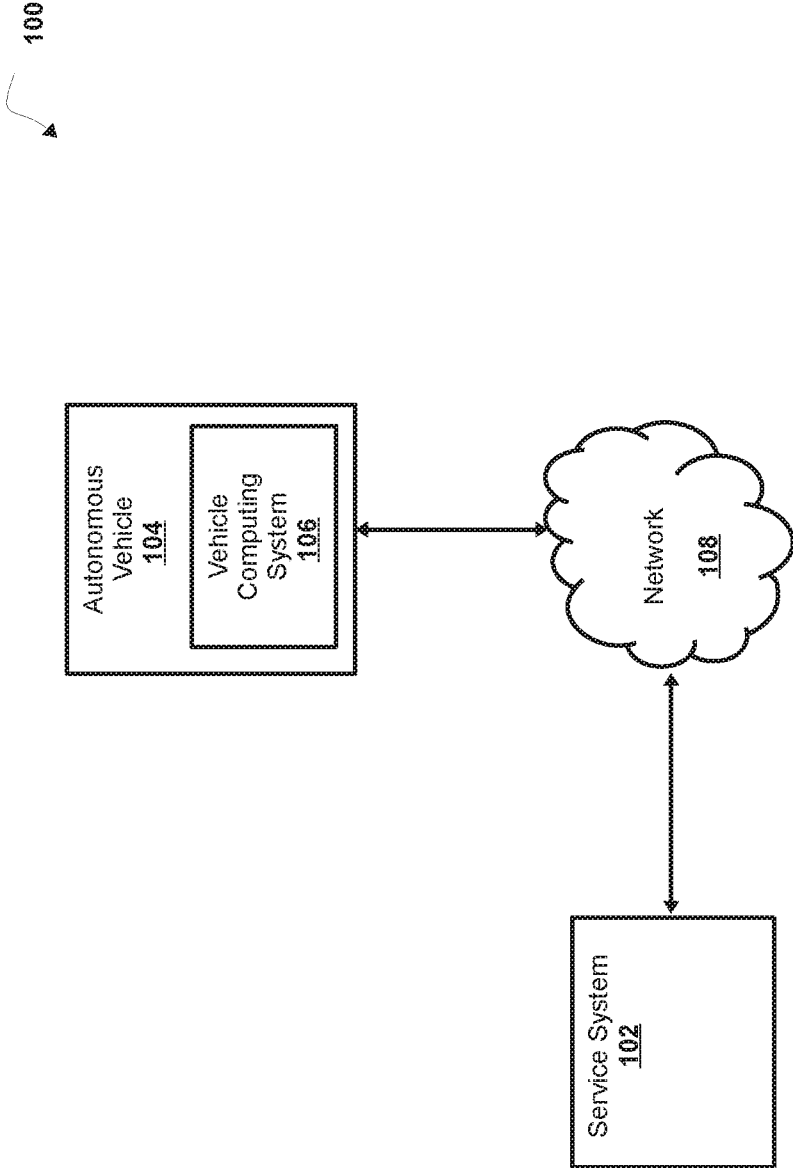 100
Autonomous
Vehicle
104
Vehicle
Computing
System
106
Network
108
Service System
102